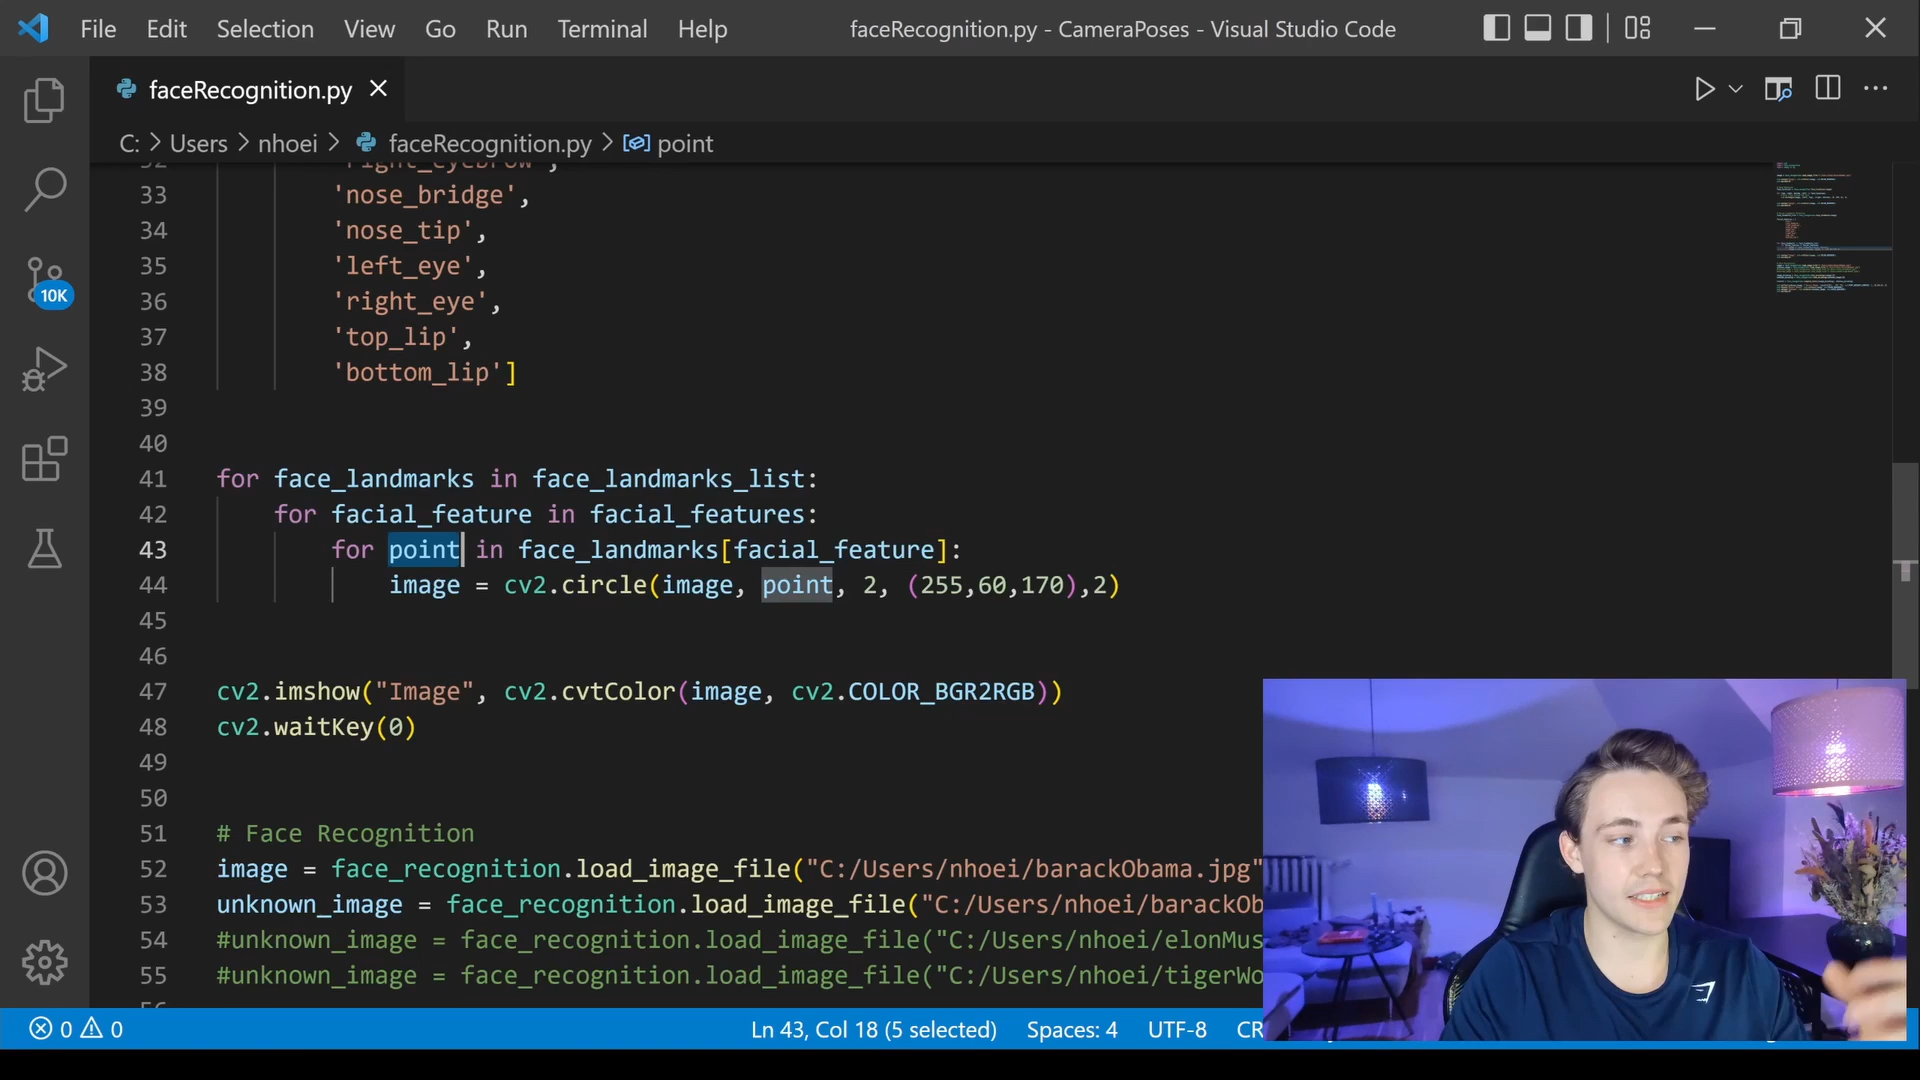 File Edit Selection View Go Run Terminal Help faceRecognition.py - CameraPoses - Visual Studio Code
faceRecognition.py
C: > Users > nhoei > faceRecognition.py > point
32 'right_eyebrow',
33 'nose_bridge',
34 'nose_tip',
35 'left_eye',
36 'right_eye',
37 'top_lip',
38 'bottom_lip']
39
40
41 for face_landmarks in face_landmarks_list:
42 for facial_feature in facial_features:
43 for point in face_landmarks[facial_feature]:
44 image = cv2.circle(image, point, 2, (255,60,170),2)
45
46
47 cv2.imshow("Image", cv2.cvtColor(image, cv2.COLOR_BGR2RGB))
48 cv2.waitKey(0)
49
50
51 # Face Recognition
52 image = face_recognition.load_image_file("C:/Users/nhoei/barackObama.jpg"
53 unknown_image = face_recognition.load_image_file("C:/Users/nhoei/barackOb
54 #unknown_image = face_recognition.load_image_file("C:/Users/nhoei/elonMus
55 #unknown_image = face_recognition.load_image_file("C:/Users/nhoei/tigerWo
56
10K
0 0 Ln 43, Col 18 (5 selected) Spaces: 4 UTF-8 CR